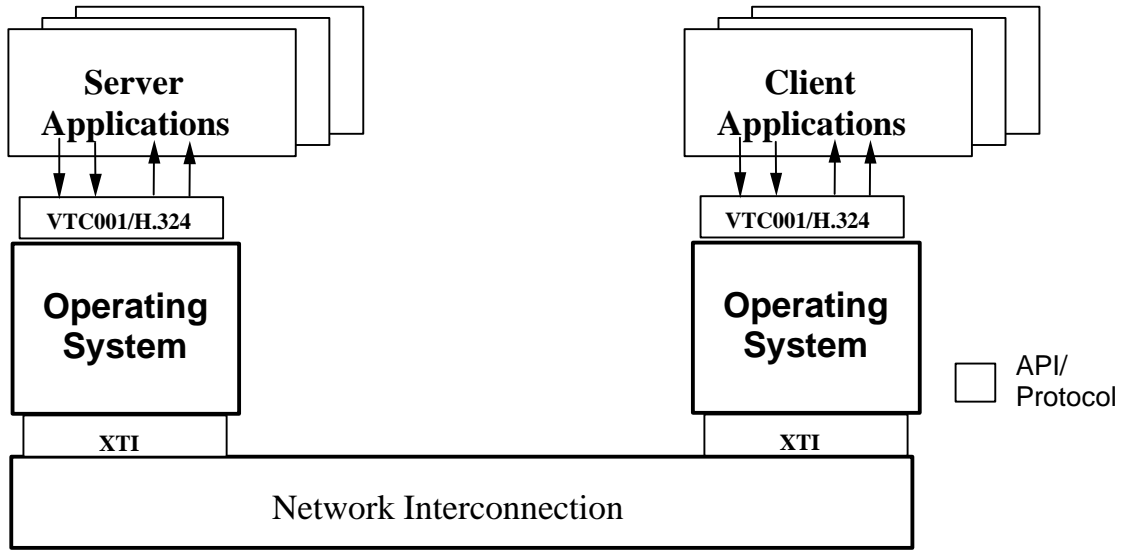 Server
Applications
Client
Applications
VTC001/H.324
VTC001/H.324
Operating
System
Operating
System
API/
Protocol
XTI
XTI
Network Interconnection